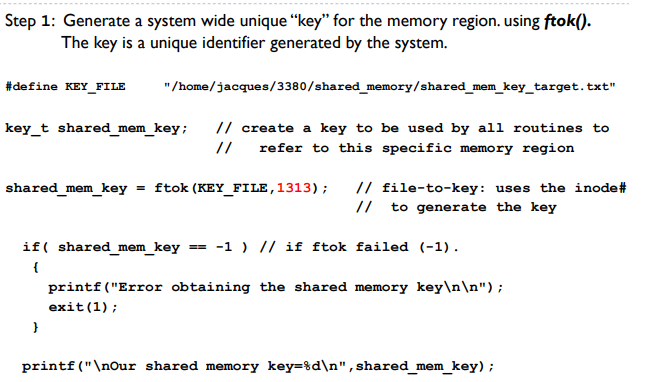 Step 1: Generate a system wide unique “key” for the memory region. using ftok().
The key is a unique identifier generated by the system.
#define KEY_FILE "/home/jacques/3380/shared_memory/shared_mem_key_target.txt"
key_t shared_mem_key; // create a key to be used by all routines to
// refer to this specific memory region
shared_mem_key = ftok(KEY_FILE,1313); // file-to-key: uses the inode#
// to generate the key
if( shared_mem_key == -1 ) // if ftok failed (-1).
{
printf("Error obtaining the shared memory key\n\n");
exit(1);
}
printf("\nOur shared memory key=%d\n",shared_mem_key);